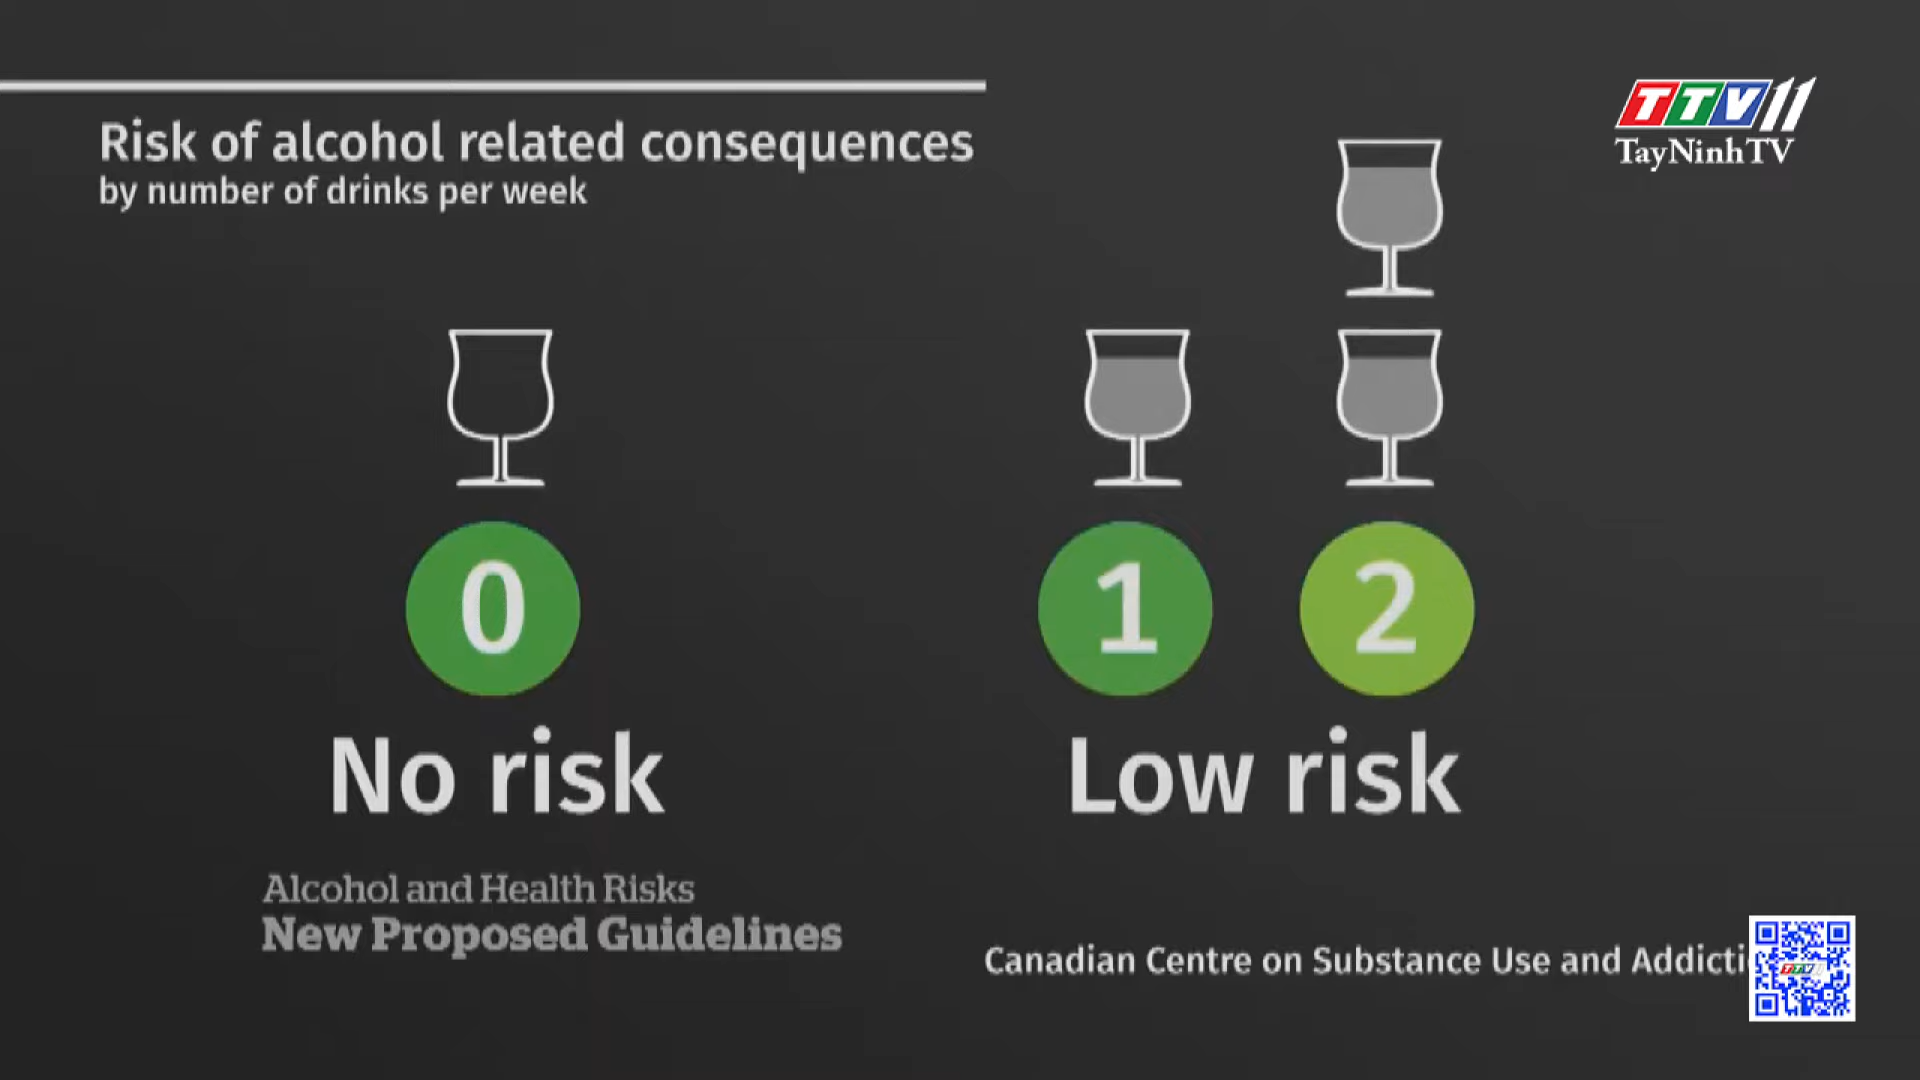 Risk of alcohol related consequences
by number of drinks per week
TTV11
TayNinhTV
0
1
2
No risk
Low risk
Alcohol and Health Risks
New Proposed Guidelines
Canadian Centre on Substance Use and Addicti
TTV11